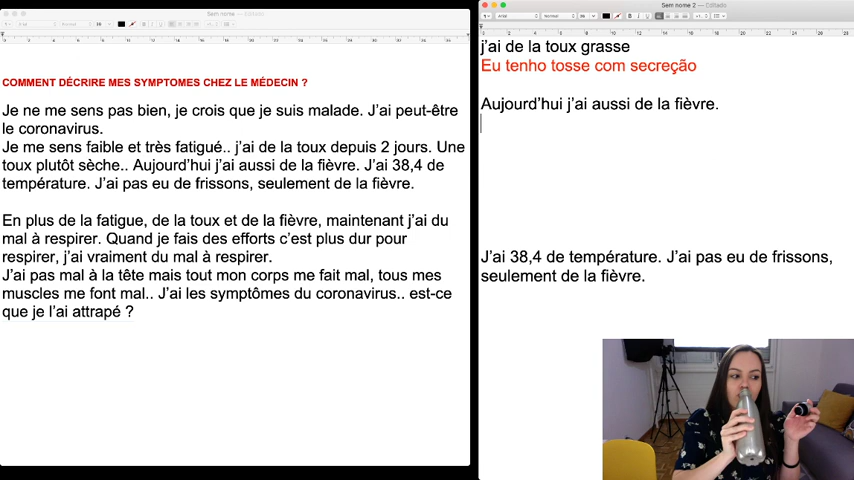 Sem nome — Editado
COMMENT DÉCRIRE MES SYMPTOMES CHEZ LE MÉDECIN ?
Je ne me sens pas bien, je crois que je suis malade. J'ai peut-être
le coronavirus.
Je me sens faible et très fatigué.. j'ai de la toux depuis 2 jours. Une
toux plutôt sèche.. Aujourd'hui j'ai aussi de la fièvre. J'ai 38,4 de
température. J'ai pas eu de frissons, seulement de la fièvre.
En plus de la fatigue, de la toux et de la fièvre, maintenant j'ai du
mal à respirer. Quand je fais des efforts c'est plus dur pour
respirer, j'ai vraiment du mal à respirer.
J'ai pas mal à la tête mais tout mon corps me fait mal, tous mes
muscles me font mal.. J'ai les symptômes du coronavirus.. est-ce
que je l'ai attrapé ?
Sem nome 2 — Editado
j'ai de la toux grasse
Eu tenho tosse com secreção
Aujourd'hui j'ai aussi de la fièvre.
J'ai 38,4 de température. J'ai pas eu de frissons,
seulement de la fièvre.